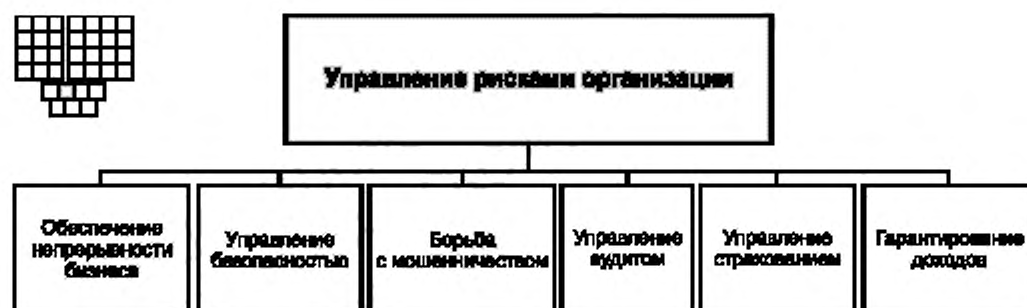 Управление рисками организации
Обеспечение
непрерывности
бизнеса
Управление
безопасностью
Борьба
с мошенничеством
Управление
аудитом
Управление
страхованием
Гарантирование
доходов